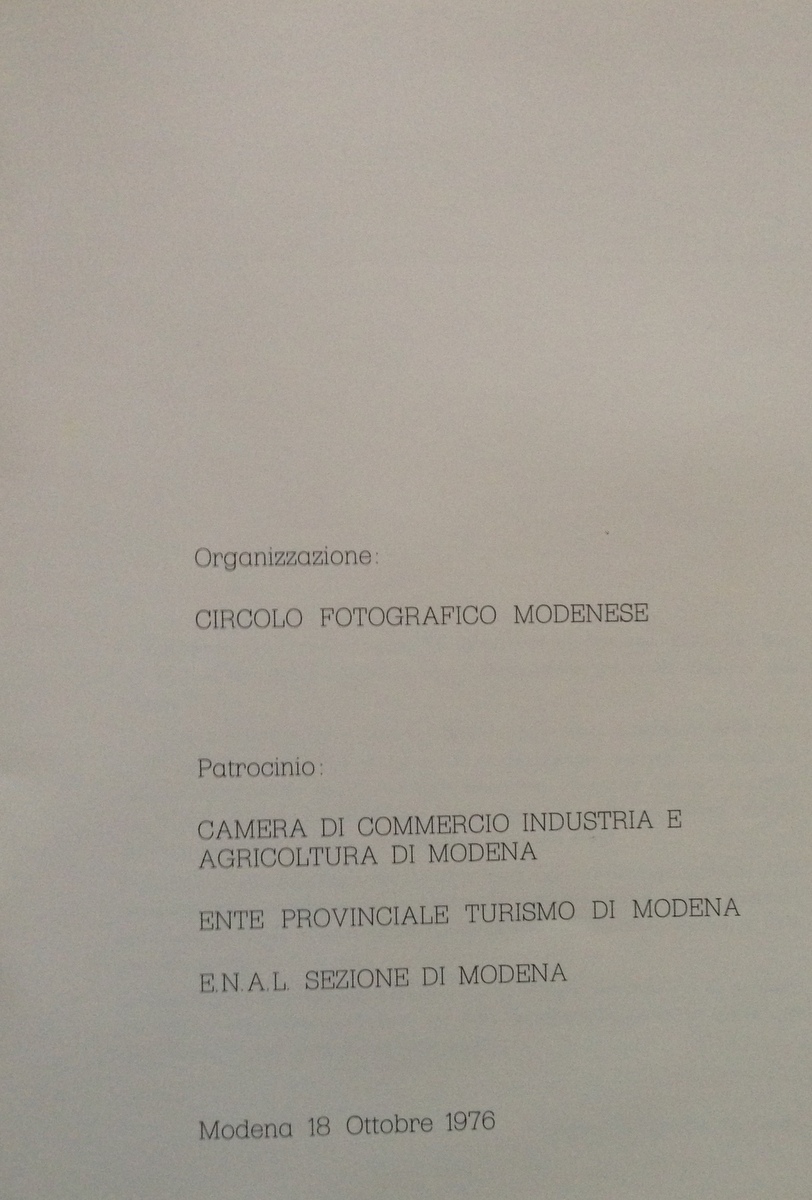 Organizzazione:
CIRCOLO FOTOGRAFICO MODENESE
Patrocinio:
CAMERA DI COMMERCIO INDUSTRIA E
AGRICOLTURA DI MODENA
ENTE PROVINCIALE TURISMO DI MODENA
E.N.A.L. SEZIONE DI MODENA
Modena 18 Ottobre 1976